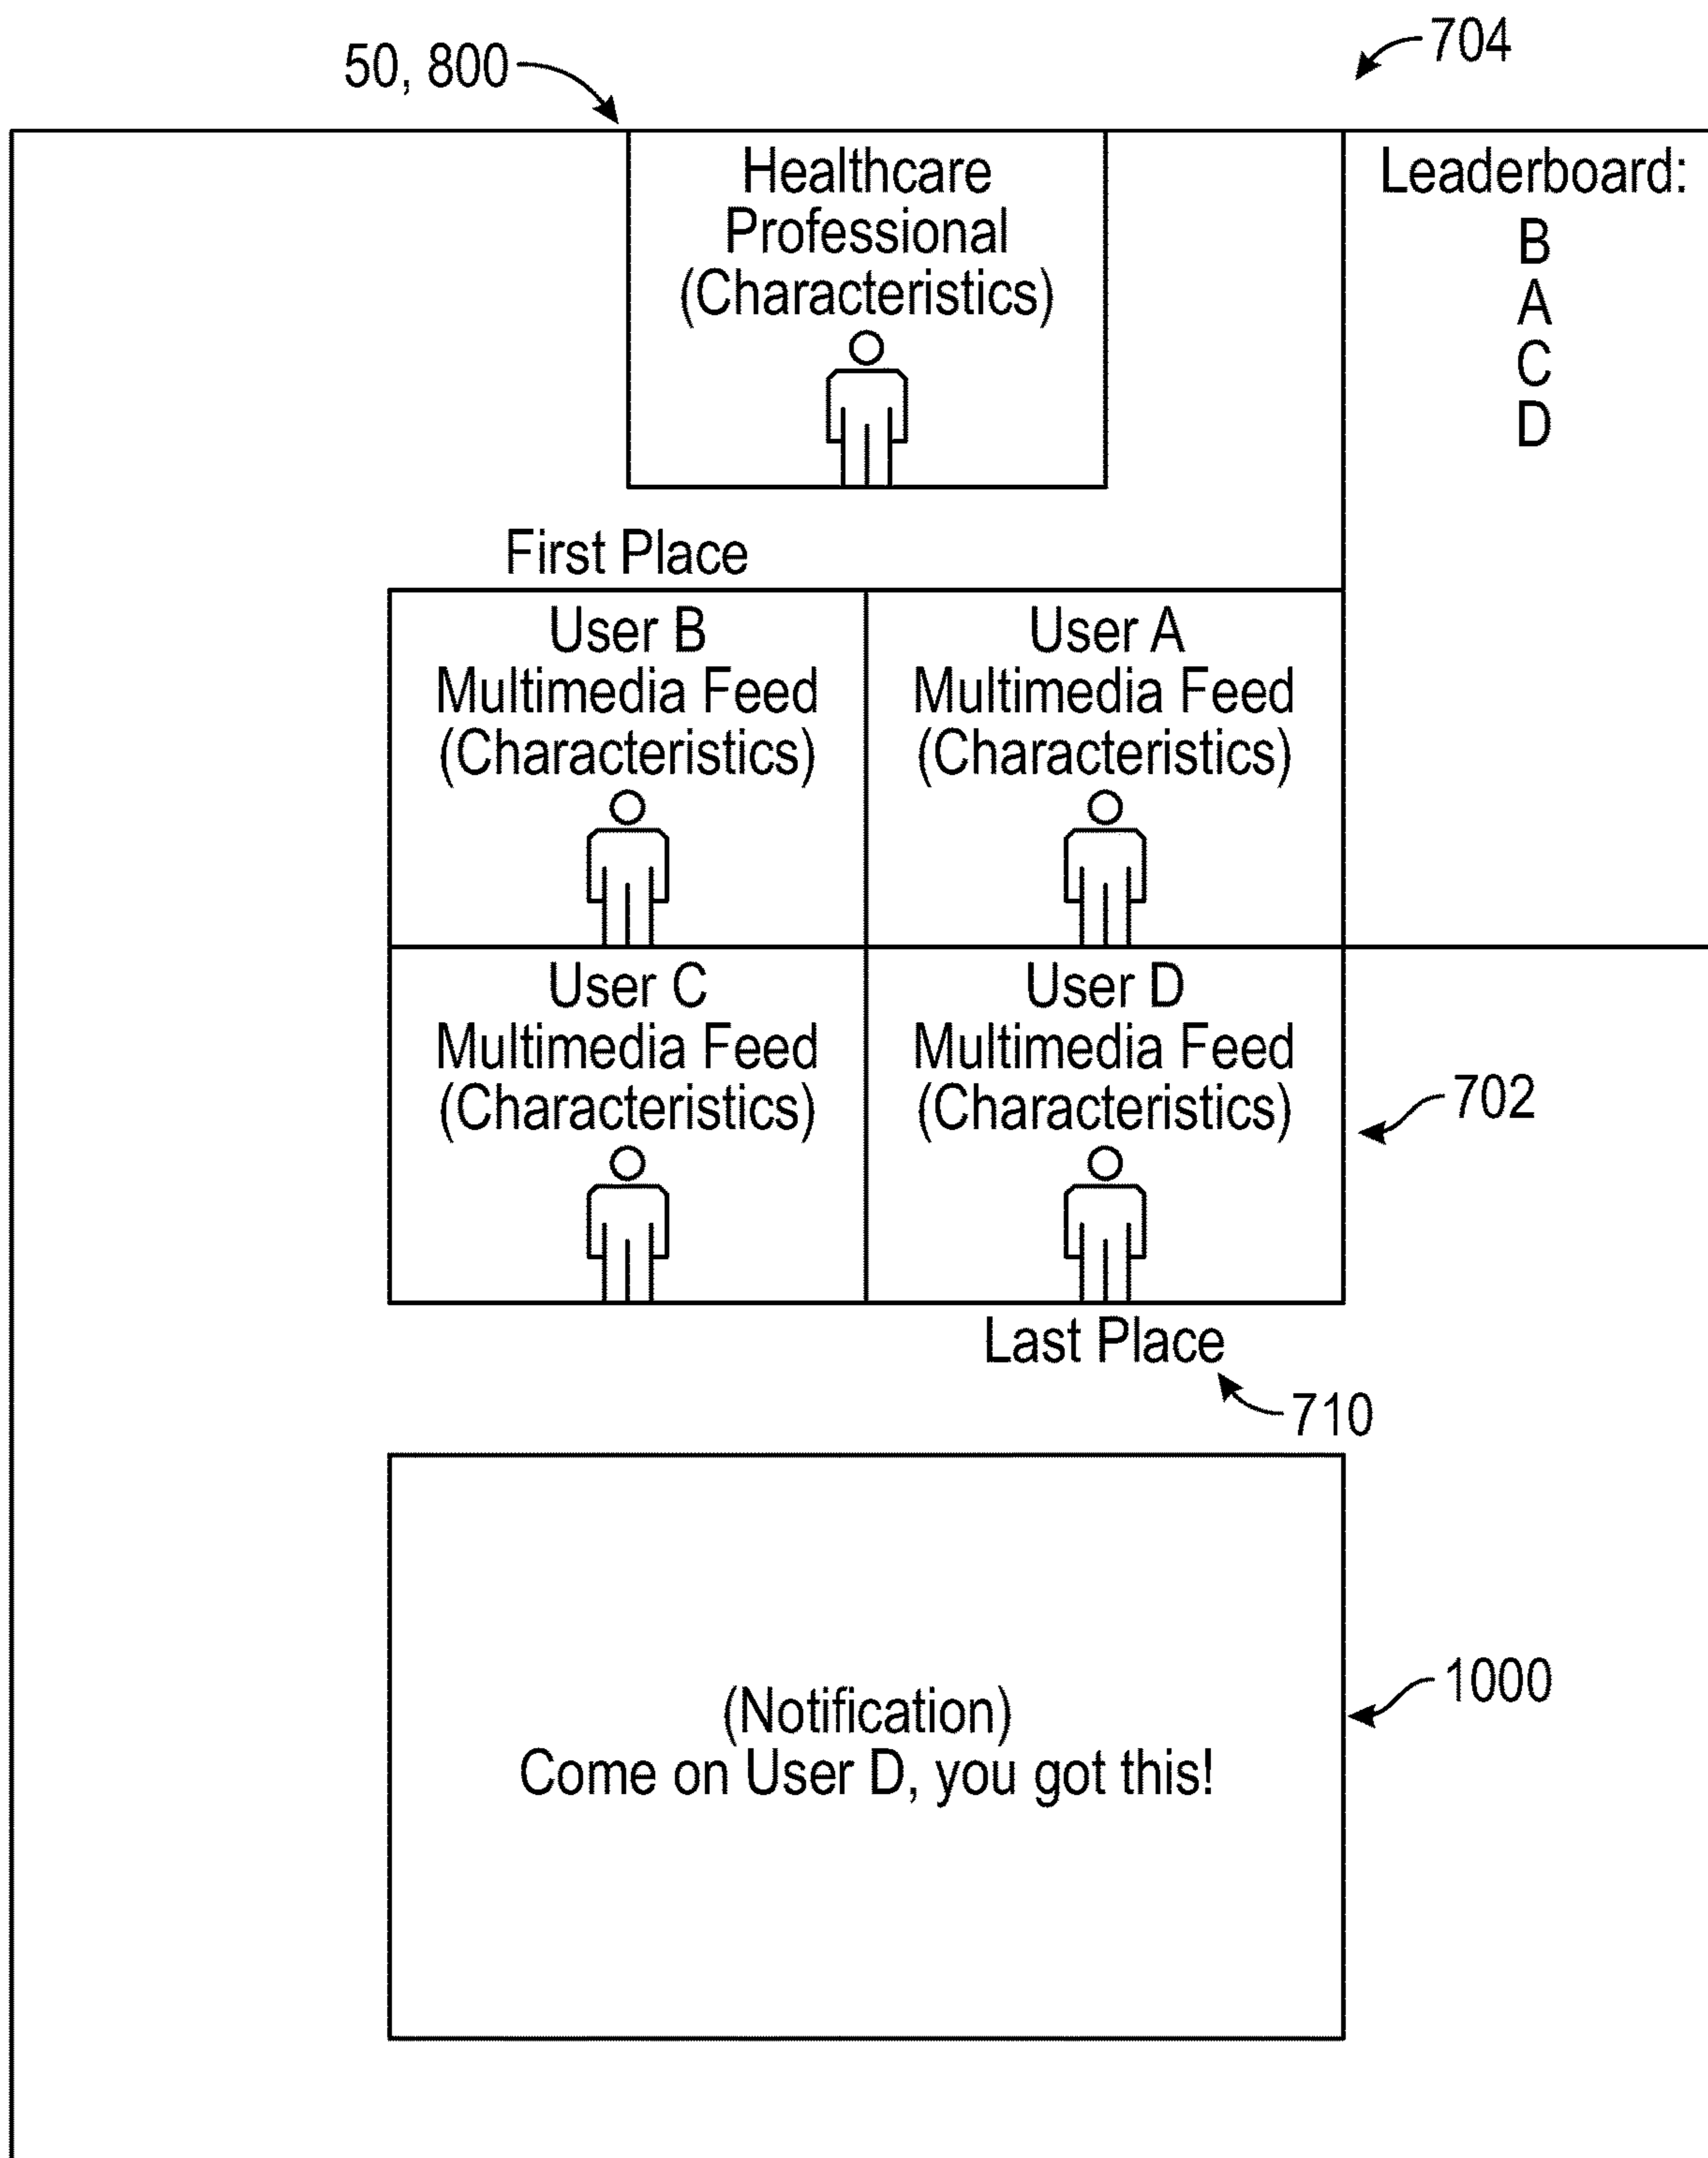 704
50, 800
Healthcare
Professional
(Characteristics)
Leaderboard:
B
A
C
D
First Place
User B
Multimedia Feed
(Characteristics)
User A
Multimedia Feed
(Characteristics)
User C
Multimedia Feed
(Characteristics)
User D
Multimedia Feed
(Characteristics)
702
Last Place
710
(Notification)
Come on User D, you got this!
1000